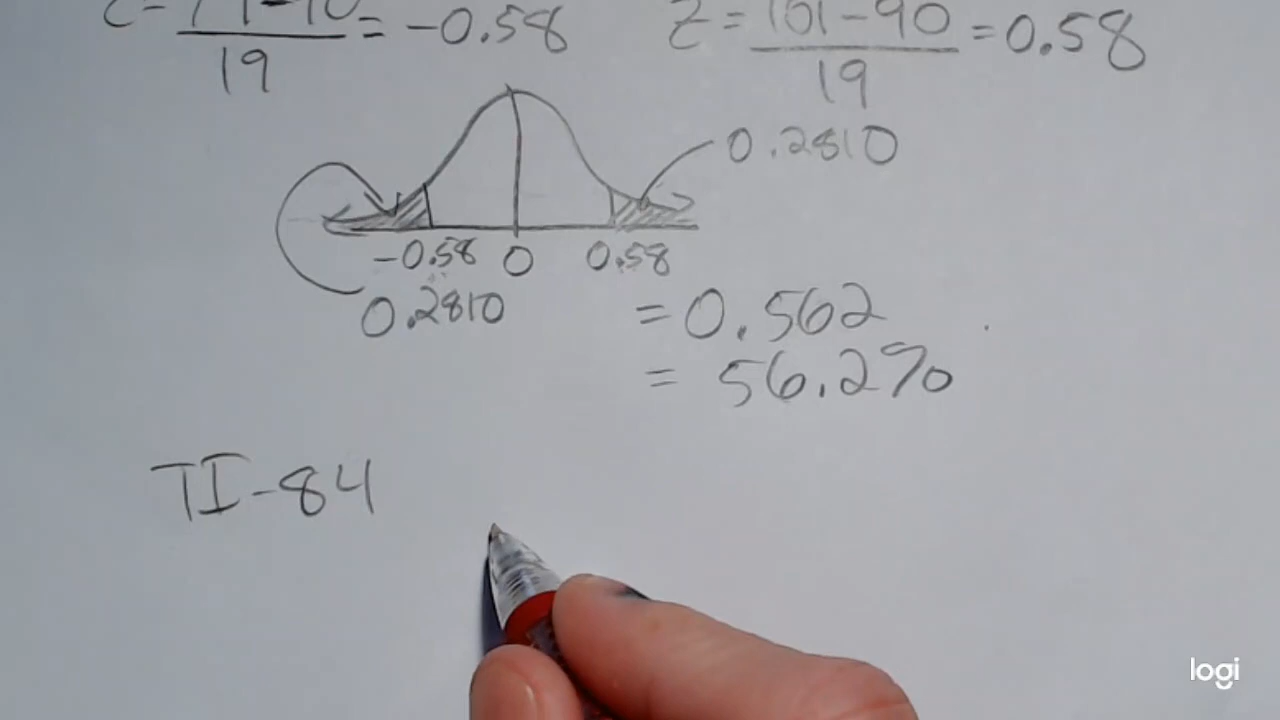 = -0.58
19
Z = 101-90 = 0.58
19
0.2810
-0.58 0 0.58
0.2810
= 0.562
= 56.2%
TI-84
logi